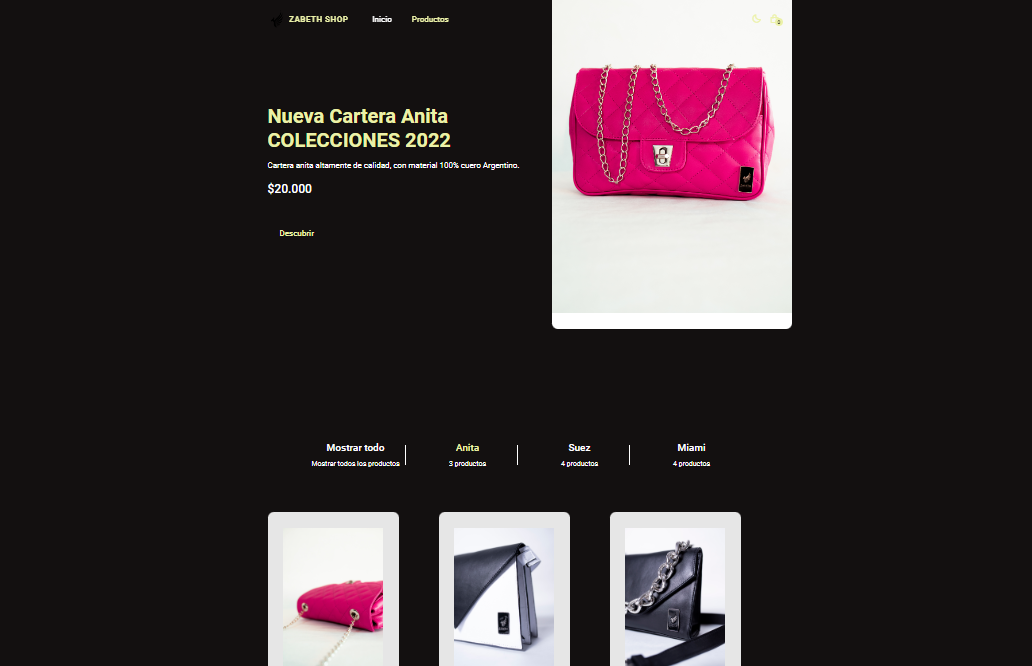 ZABETH SHOP
Inicio
Productos
0
Nueva Cartera Anita
COLECCIONES 2022
Cartera anita altamente de calidad, con material 100% cuero Argentino.
$20.000
Descubrir
Mostrar todo
Mostrar todos los productos
Anita
3 productos
Suez
4 productos
Miami
4 productos